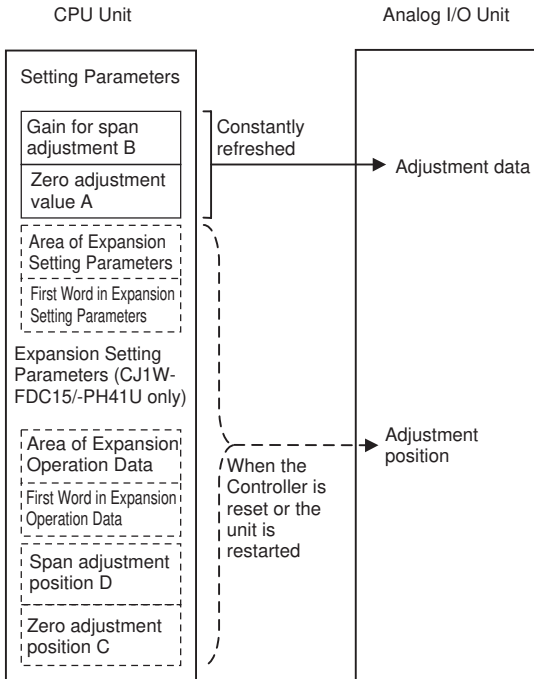 CPU Unit
Analog I/O Unit
Setting Parameters
Gain for span
adjustment B
Zero adjustment
value A
Constantly
refreshed
Adjustment data
Area of Expansion
Setting Parameters
First Word in Expansion
Setting Parameters
Expansion Setting
Parameters (CJ1W-
FDC15/-PH41U only)
Area of Expansion
Operation Data
First Word in Expansion
Operation Data
Span adjustment
position D
Zero adjustment
position C
When the
Controller is
reset or the
unit is
restarted
Adjustment
position